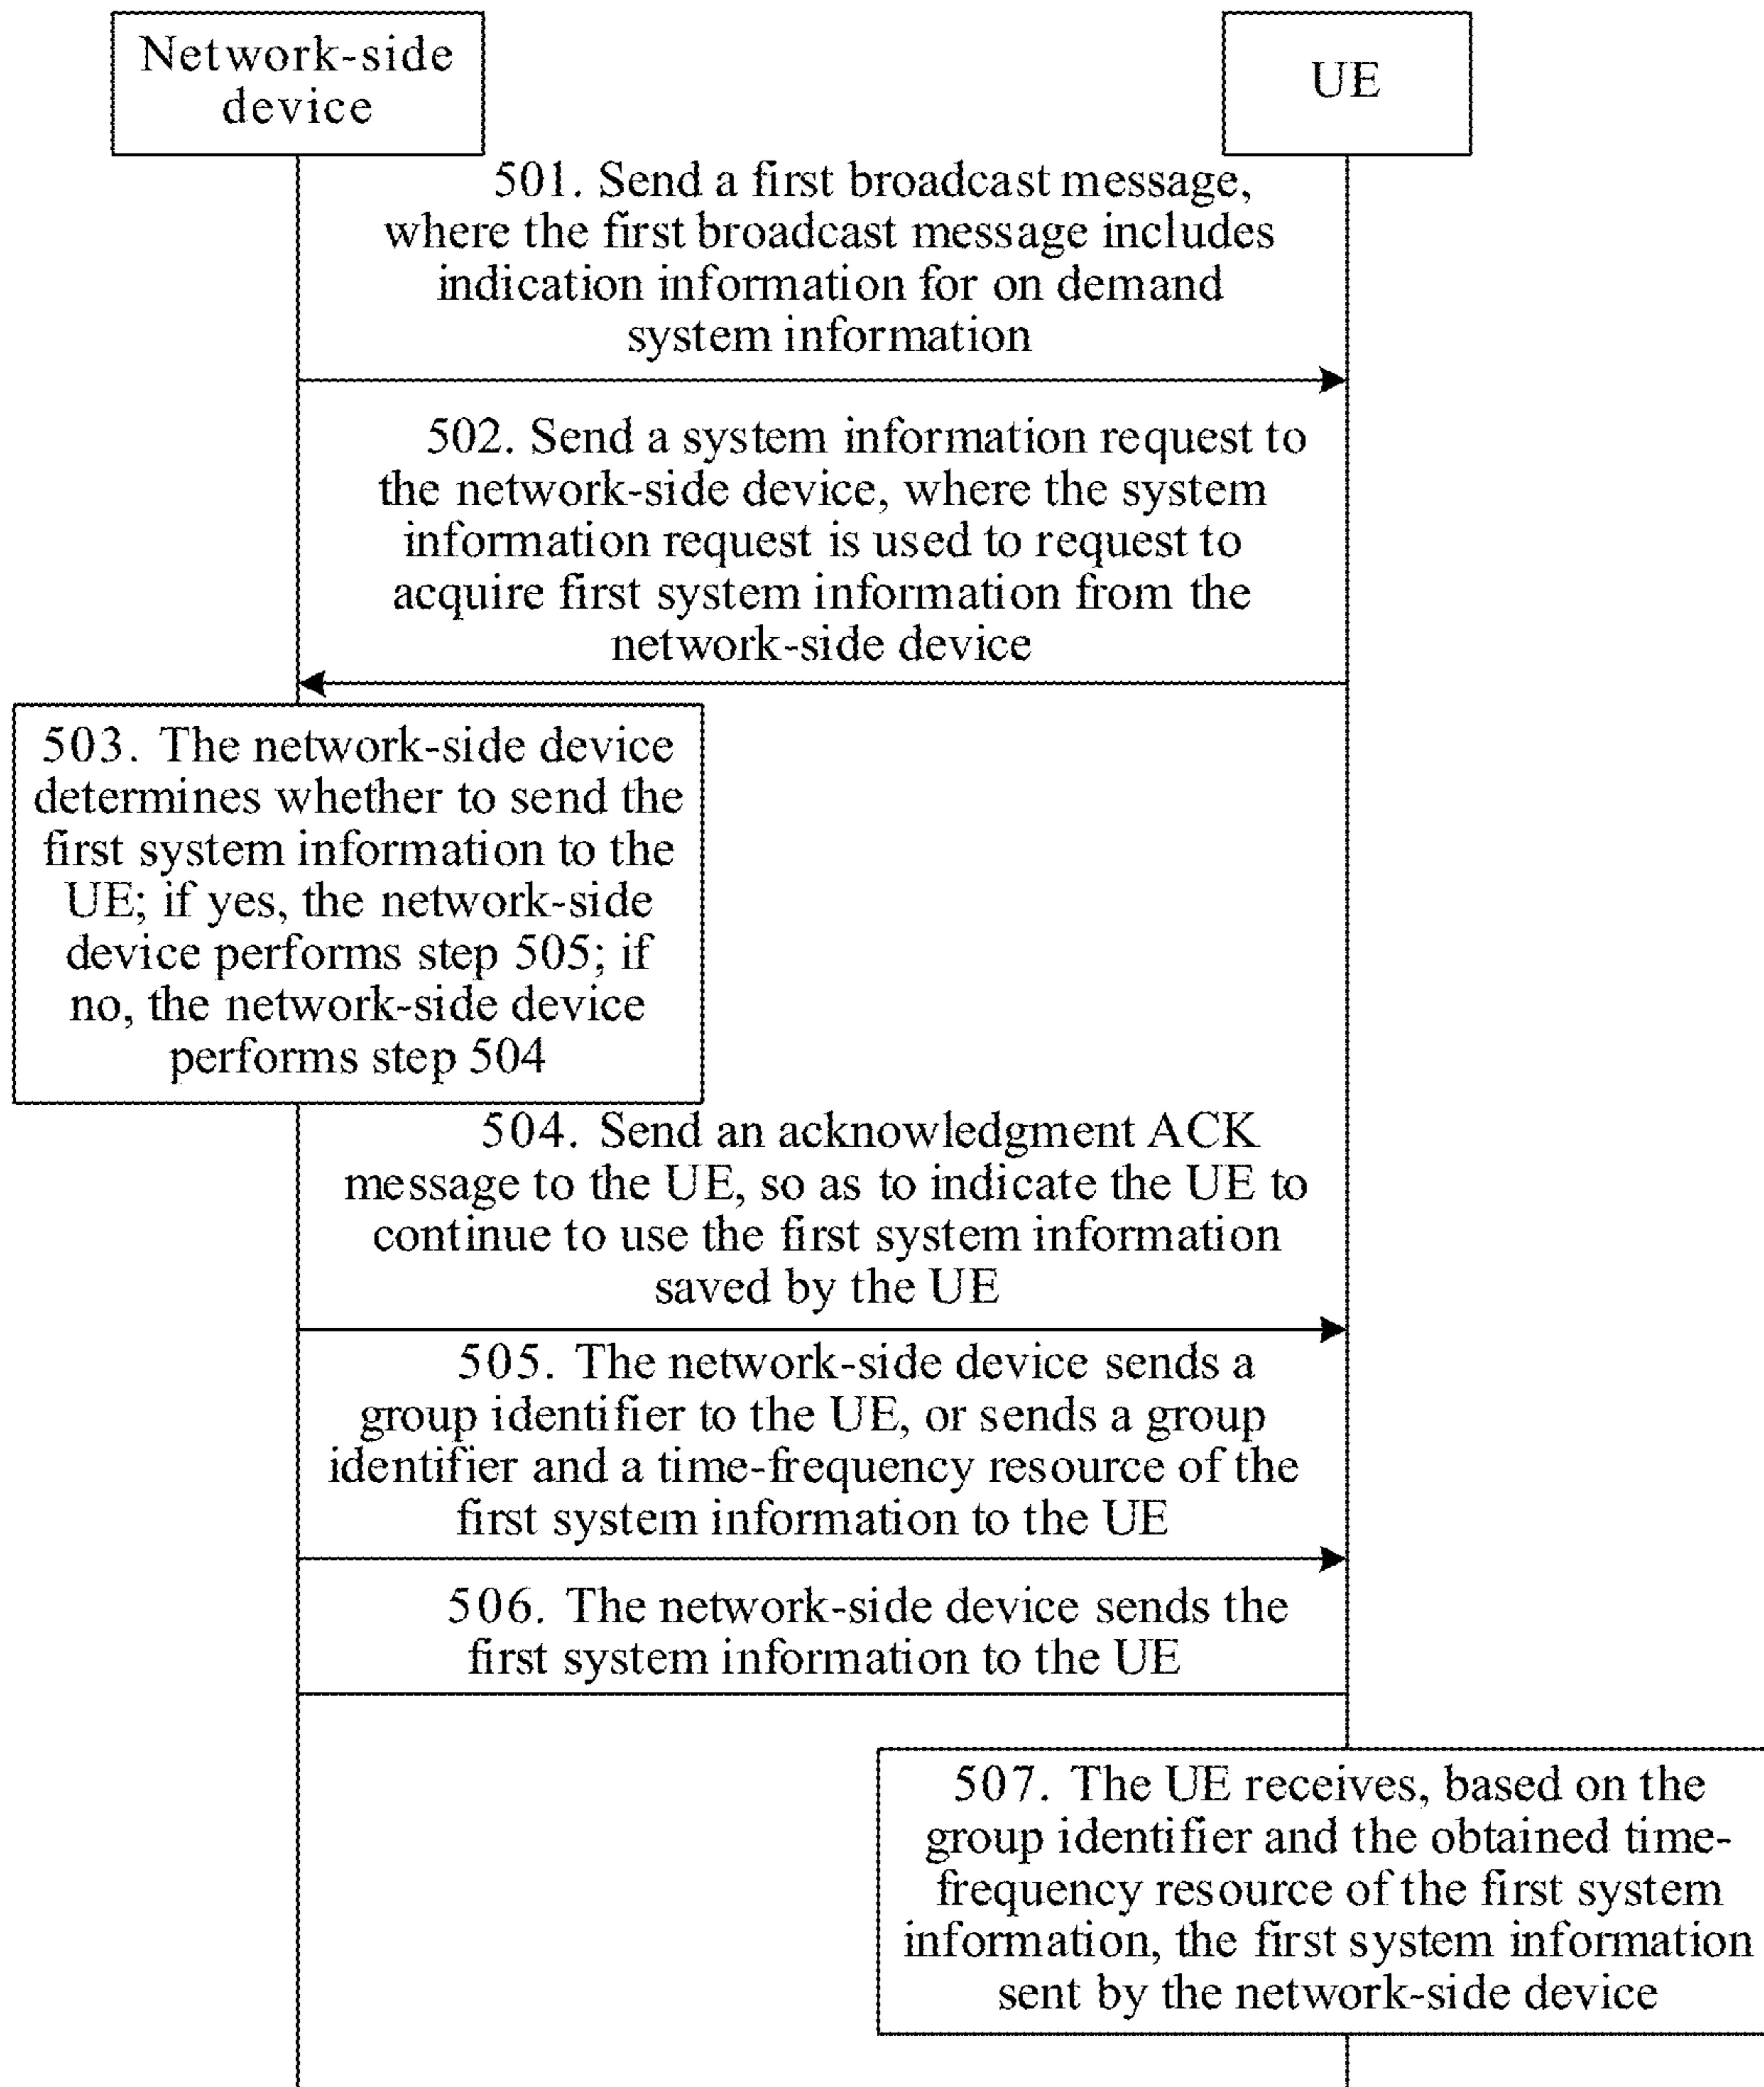 Network-side
device
UE
501. Send a first broadcast message,
where the first broadcast message includes
indication information for on demand
system information
502. Send a system information request to
the network-side device, where the system
information request is used to request to
acquire first system information from the
network-side device
503. The network-side device
determines whether to send the
first system information to the
UE; if yes, the network-side
device performs step 505; if
no, the network-side device
performs step 504
504. Send an acknowledgment ACK
message to the UE, so as to indicate the UE to
continue to use the first system information
saved by the UE
505. The network-side device sends a
group identifier to the UE, or sends a group
identifier and a time-frequency resource of the
first system information to the UE
506. The network-side device sends the
first system information to the UE
507. The UE receives, based on the
group identifier and the obtained time-
frequency resource of the first system
information, the first system information
sent by the network-side device